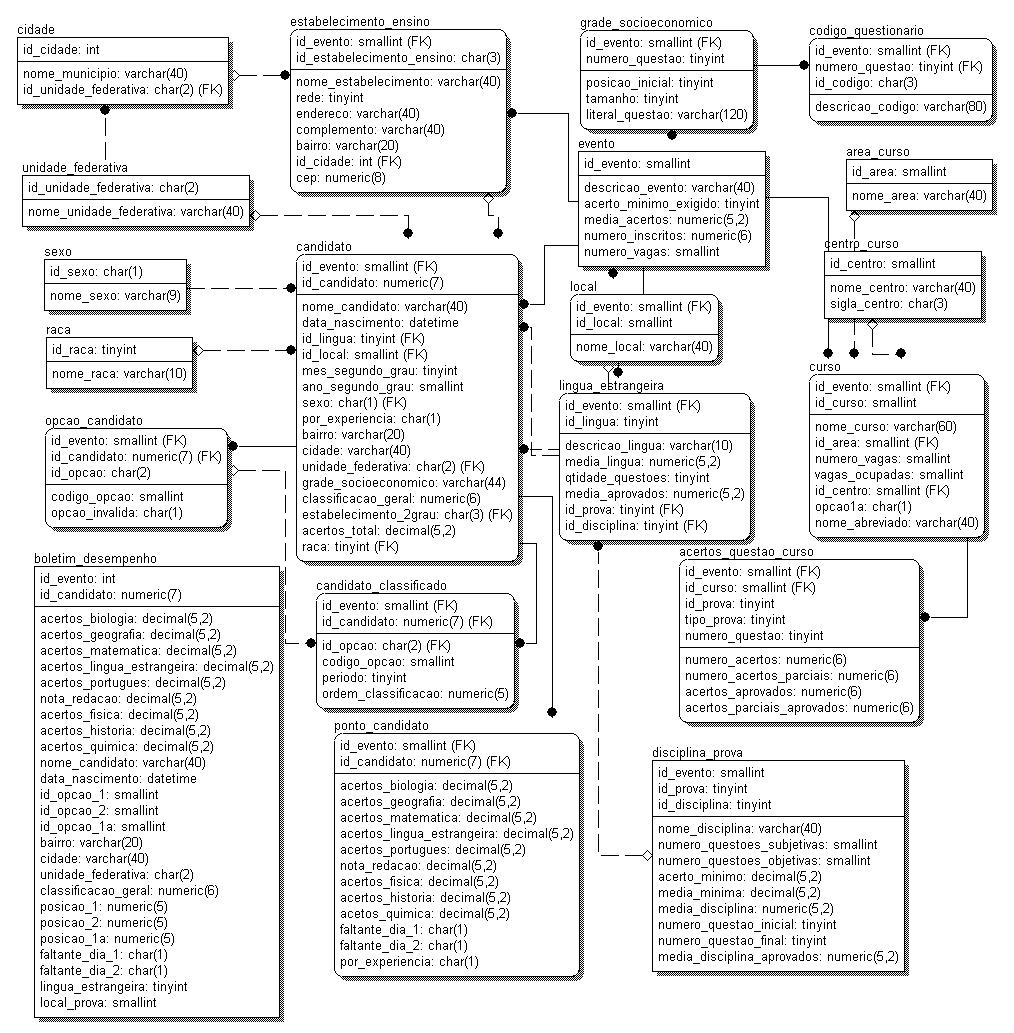 cidade
id_cidade: int
nome_municipio: varchar(40)
id_unidade_federativa: char(2) (FK)
estabelecimento_ensino
id_evento: smallint (FK)
id_estabelecimento_ensino: char(3)
nome_estabelecimento: varchar(40)
rede: tinyint
endereco: varchar(40)
complemento: varchar(40)
bairro: varchar(20)
id_cidade: int (FK)
cep: numeric(8)
grade_socioeconomico
id_evento: smallint (FK)
numero_questao: tinyint
posicao_inicial: tinyint
tamanho: tinyint
literal_questao: varchar(120)
codigo_questionario
id_evento: smallint (FK)
numero_questao: tinyint (FK)
id_codigo: char(3)
descricao_codigo: varchar(80)
unidade_federativa
id_unidade_federativa: char(2)
nome_unidade_federativa: varchar(40)
evento
id_evento: smallint
descricao_evento: varchar(40)
acerto_minimo_exigido: tinyint
media_acertos: numeric(5,2)
numero_inscritos: numeric(6)
numero_vagas: smallint
area_curso
id_area: smallint
nome_area: varchar(40)
sexo
id_sexo: char(1)
nome_sexo: varchar(9)
candidato
id_evento: smallint (FK)
id_candidato: numeric(7)
nome_candidato: varchar(40)
data_nascimento: datetime
id_lingua: tinyint (FK)
id_local: smallint (FK)
mes_segundo_grau: tinyint
ano_segundo_grau: smallint
sexo: char(1) (FK)
por_experiencia: char(1)
bairro: varchar(20)
cidade: varchar(40)
unidade_federativa: char(2) (FK)
grade_socioeconomico: varchar(44)
classificacao_geral: numeric(6)
estabelecimento_2grau: char(3) (FK)
acertos_total: decimal(5,2)
raca: tinyint (FK)
centro_curso
id_centro: smallint
nome_centro: varchar(40)
sigla_centro: char(3)
local
id_evento: smallint (FK)
id_local: smallint
nome_local: varchar(40)
raca
id_raca: tinyint
nome_raca: varchar(10)
lingua_estrangeira
id_evento: smallint (FK)
id_lingua: tinyint
descricao_lingua: varchar(10)
media_lingua: numeric(5,2)
qtidade_questoes: tinyint
media_aprovados: numeric(5,2)
id_prova: tinyint (FK)
id_disciplina: tinyint (FK)
curso
id_evento: smallint (FK)
id_curso: smallint
nome_curso: varchar(60)
id_area: smallint (FK)
numero_vagas: smallint
vagas_ocupadas: smallint
id_centro: smallint (FK)
opcao1a: char(1)
nome_abreviado: varchar(40)
opcao_candidato
id_evento: smallint (FK)
id_candidato: numeric(7) (FK)
id_opcao: char(2)
codigo_opcao: smallint
opcao_invalida: char(1)
boletim_desempenho
id_evento: int
id_candidato: numeric(7)
acertos_biologia: decimal(5,2)
acertos_geografia: decimal(5,2)
acertos_matematica: decimal(5,2)
acertos_lingua_estrangeira: decimal(5,2)
acertos_portugues: decimal(5,2)
nota_redacao: decimal(5,2)
acertos_fisica: decimal(5,2)
acertos_historia: decimal(5,2)
acertos_quimica: decimal(5,2)
nome_candidato: varchar(40)
data_nascimento: datetime
id_opcao_1: smallint
id_opcao_2: smallint
id_opcao_1a: smallint
bairro: varchar(20)
cidade: varchar(40)
unidade_federativa: char(2)
classificacao_geral: numeric(6)
posicao_1: numeric(5)
posicao_2: numeric(5)
posicao_1a: numeric(5)
faltante_dia_1: char(1)
faltante_dia_2: char(1)
lingua_estrangeira: tinyint
local_prova: smallint
candidato_classificado
id_evento: smallint (FK)
id_candidato: numeric(7) (FK)
id_opcao: char(2) (FK)
codigo_opcao: smallint
periodo: tinyint
ordem_classificacao: numeric(5)
acertos_questao_curso
id_evento: smallint (FK)
id_curso: smallint (FK)
id_prova: tinyint
tipo_prova: tinyint
numero_questao: tinyint
numero_acertos: numeric(6)
numero_acertos_parciais: numeric(6)
acertos_aprovados: numeric(6)
acertos_parciais_aprovados: numeric(6)
ponto_candidato
id_evento: smallint (FK)
id_candidato: numeric(7) (FK)
acertos_biologia: decimal(5,2)
acertos_geografia: decimal(5,2)
acertos_matematica: decimal(5,2)
acertos_lingua_estrangeira: decimal(5,2)
acertos_portugues: decimal(5,2)
nota_redacao: decimal(5,2)
acertos_fisica: decimal(5,2)
acertos_historia: decimal(5,2)
acetos_quimica: decimal(5,2)
faltante_dia_1: char(1)
faltante_dia_2: char(1)
por_experiencia: char(1)
disciplina_prova
id_evento: smallint
id_prova: tinyint
id_disciplina: tinyint
nome_disciplina: varchar(40)
numero_questoes_subjetivas: smallint
numero_questoes_objetivas: smallint
acerto_minimo: decimal(5,2)
media_minima: decimal(5,2)
media_disciplina: numeric(5,2)
numero_questao_inicial: tinyint
numero_questao_final: tinyint
media_disciplina_aprovados: numeric(5,2)